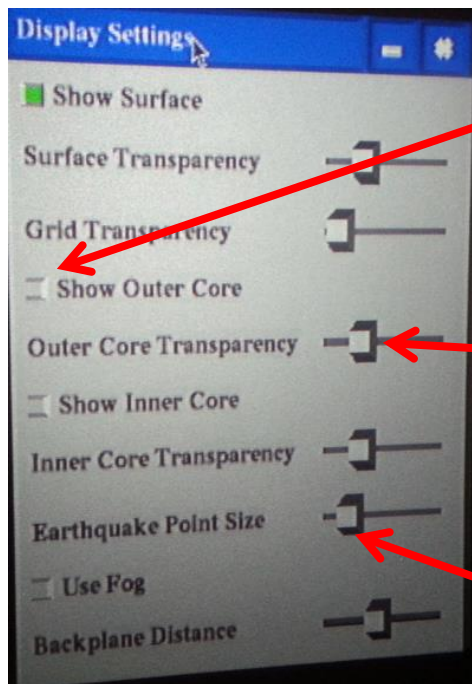 Display Settings
Show Surface
Surface Transparency
Grid Transparency
Show Outer Core
Outer Core Transparency
Show Inner Core
Inner Core Transparency
Earthquake Point Size
Use Fog
Backplane Distance